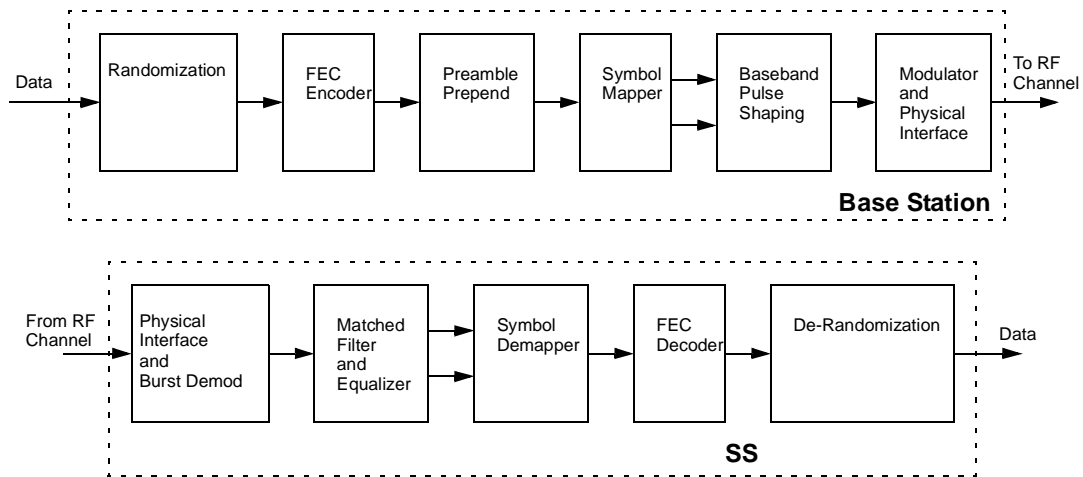 Data
Randomization
FEC
Encoder
Preamble
Prepend
Symbol
Mapper
Baseband
Pulse
Shaping
Modulator
and
Physical
Interface
To RF
Channel
Base Station
From RF
Channel
Physical
Interface
and
Burst Demod
Matched
Filter
and
Equalizer
Symbol
Demapper
FEC
Decoder
De-Randomization
Data
SS